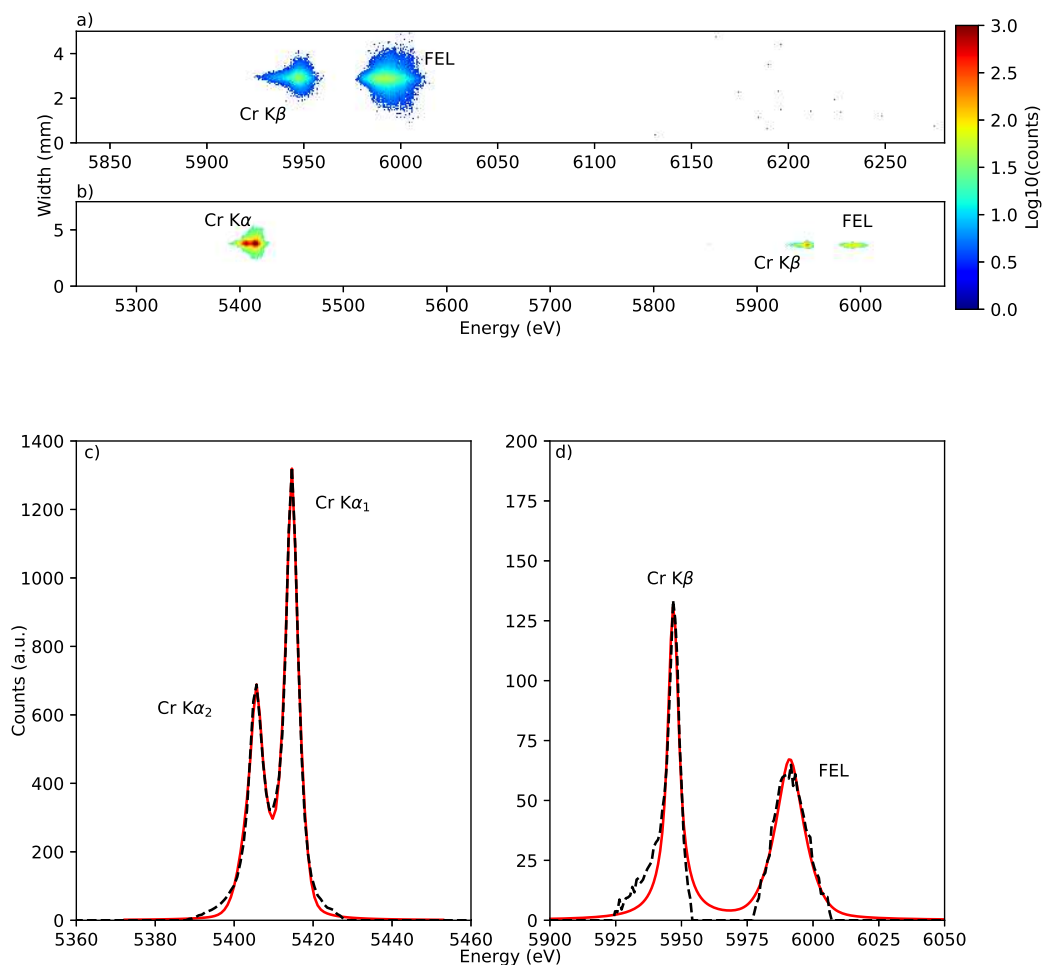 a)
FEL
Cr Kβ
0 2 4
5850 5900 5950 6000 6050 6100 6150 6200 6250
Width (mm)
b)
Cr Kα
FEL
Cr Kβ
0 5
5300 5400 5500 5600 5700 5800 5900 6000
Energy (eV)
3.0
2.5
2.0
1.5
1.0
0.5
0.0
Log10(counts)
c)
Cr Kα₁
Cr Kα₂
1400
1200
1000
800
600
400
200
0
5360 5380 5400 5420 5440 5460
Counts (a.u.)
d)
Cr Kβ
FEL
200
175
150
125
100
75
50
25
0
5900 5925 5950 5975 6000 6025 6050
Energy (eV)